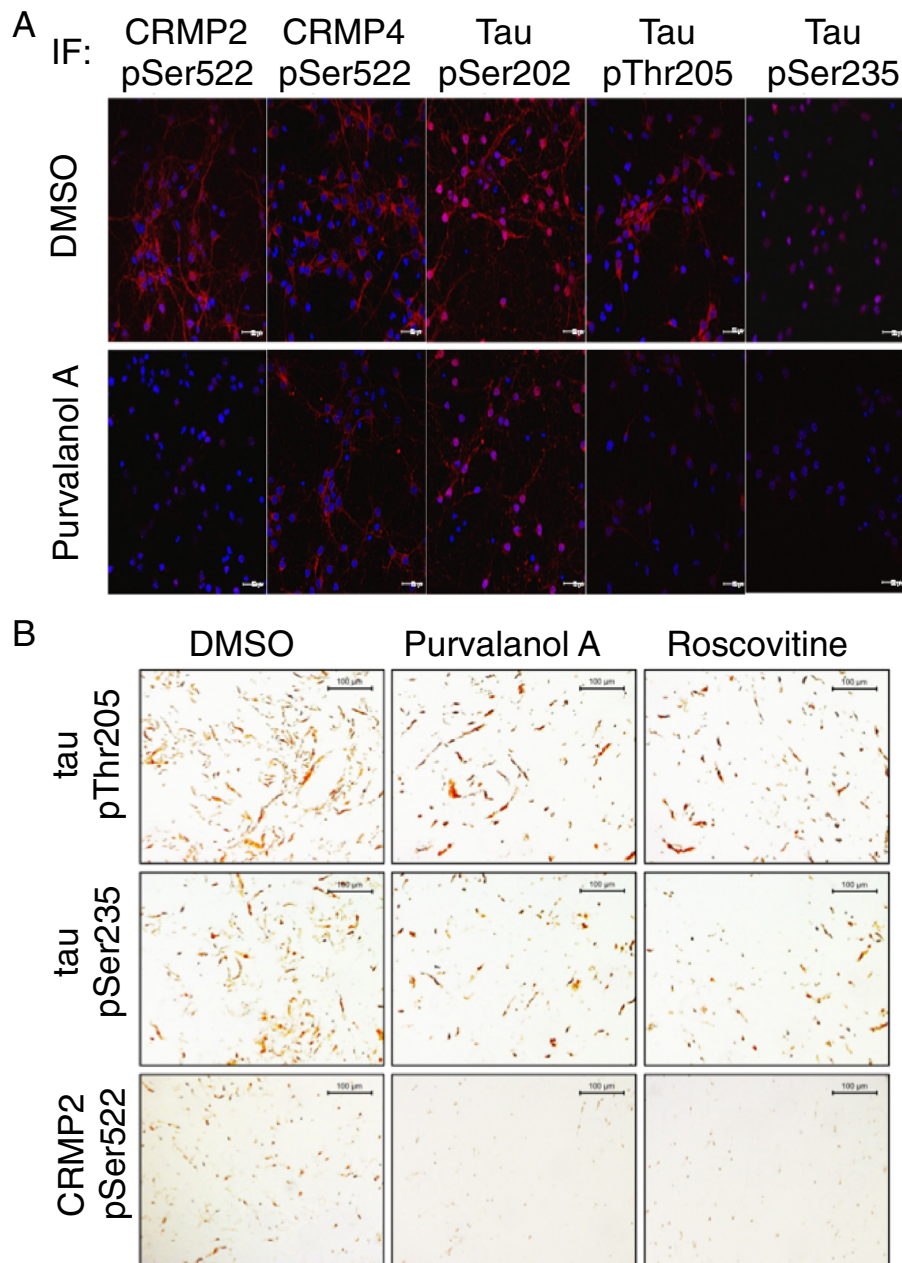 A
IF:
CRMP2 pSer522
CRMP4 pSer522
Tau pSer202
Tau pThr205
Tau pSer235
DMSO
Purvalanol A
B
DMSO
Purvalanol A
Roscovitine
tau pThr205
100 µm
100 µm
100 µm
tau pSer235
100 µm
100 µm
100 µm
CRMP2 pSer522
100 µm
100 µm
100 µm